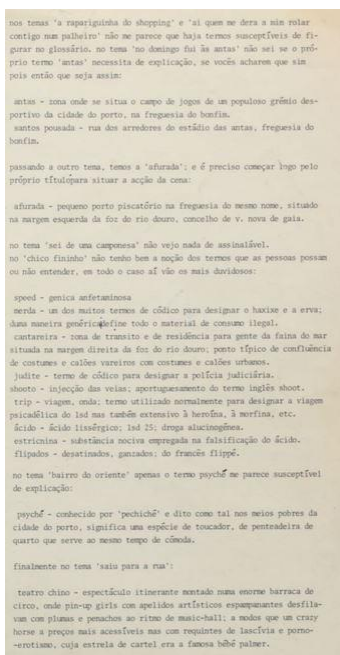 nos temas 'a rapariguinha do shopping' e 'ai quem me dera a mim rolar
contigo num palheiro' não me parece que haja termos susceptíveis de fi-
gurar no glossário. no tema 'no domingo fui às antas' não sei se o pró-
prio termo 'antas' necessita de explicação, se vocês acharem que sim
pois então que seja assim:
antas - zona onde se situa o campo de jogos de um populoso grémio des-
portivo da cidade do porto, na freguesia do bonfim.
santos pousada - rua dos arredores do estádio das antas, freguesia do
bonfim.
passando a outro tema, temos a 'afurada'; e é preciso começar logo pelo
próprio títulopara situar a acção da cena:
afurada - pequeno porto piscatório na freguesia do mesmo nome, situado
na margem esquerda da foz do rio douro, concelho de v. nova de gaia.
no tema 'sei de uma camponesa' não vejo nada de assinalável.
no 'chico fininho' não tenho bem a noção dos termos que as pessoas possam
ou não entender, em todo o caso aí vão os mais duvidosos:
speed - genica anfetaminosa
merda - um dos muitos termos de código para designar o haxixe e a erva;
duma maneira genérica define todo o material de consumo ilegal.
cantareira - zona de transito e de residência para gente da faina do mar
situada na margem direita da foz do rio douro; ponto típico de confluência
de costumes e calões vareiros com costumes e calões urbanos.
judite - termo de código para designar a polícia judiciária.
shooto - injecção das veias; aportuguesamento do termo inglês shoot.
trip - viagem, onda; termo utilizado normalmente para designar a viagem
psicadélica do lsd mas também extensivo à heroína, à morfina, etc.
ácido - ácido lissérgico; lsd 25; droga alucinogénea.
estricnina - substância nociva empregada na falsificação do ácido.
flipados - desatinados, ganzados; do francês flippé.
no tema 'bairro do oriente' apenas o termo psyché me parece susceptível
de explicação:
psyché - conhecido por 'pechiché' e dito como tal nos meios pobres da
cidade do porto, significa uma espécie de toucador, de penteadeira de
quarto que serve ao mesmo tempo de cómoda.
finalmente no tema 'saiu para a rua':
teatro chino - espectáculo itinerante montado numa enorme barraca de
circo, onde pin-up girls com apelidos artísticos espampanantes desfila-
vam com plumas e penachos ao ritmo de music-hall; a modos que um crazy
horse a preços mais acessíveis mas com requintes de lascívia e porno-
-erotismo, cuja estrela de cartel era a famosa bébé palmer.